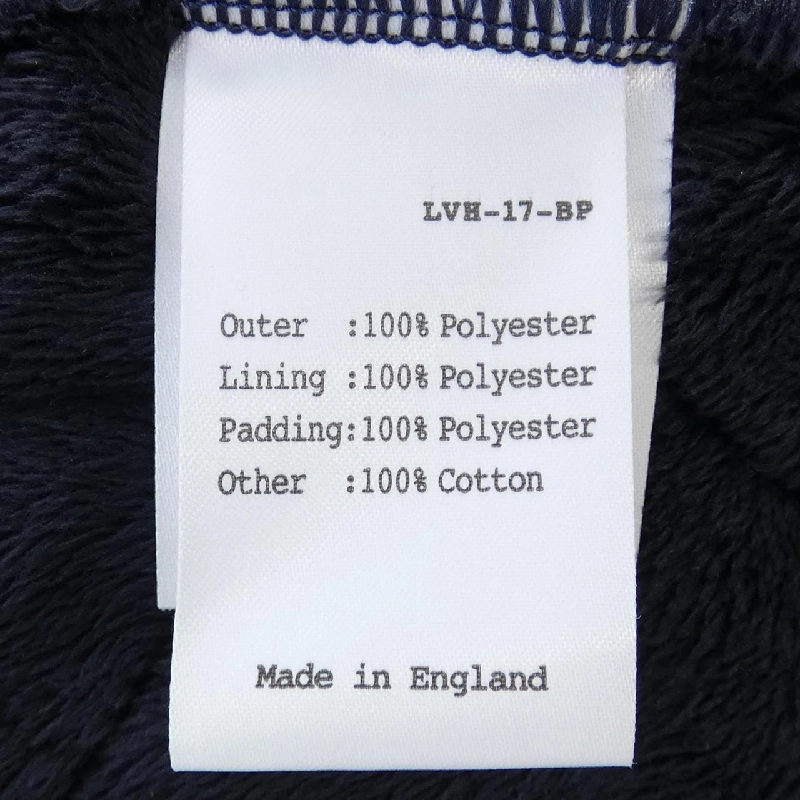 LVH-17-BP
Outer :100% Polyester
Lining :100% Polyester
Padding:100% Polyester
Other :100% Cotton
Made in England